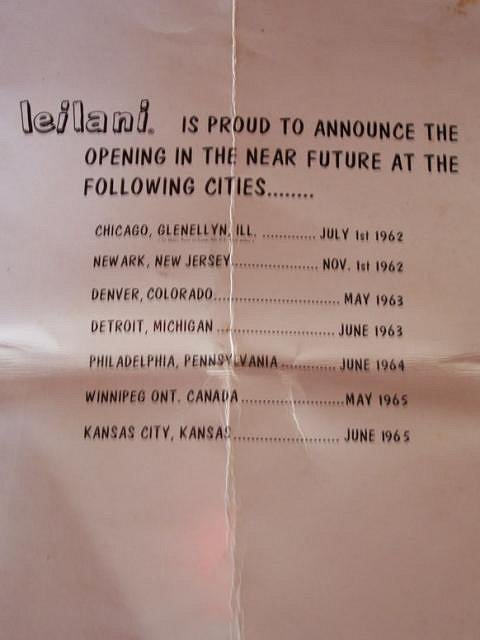 leilani. IS PROUD TO ANNOUNCE THE
OPENING IN THE NEAR FUTURE AT THE
FOLLOWING CITIES........
CHICAGO, GLENELLYN, ILL. ............ JULY 1st 1962
NEWARK, NEW JERSEY................... NOV. 1st 1962
DENVER, COLORADO........................... MAY 1963
DETROIT, MICHIGAN ......................... JUNE 1963
PHILADELPHIA, PENNSYLVANIA ............ JUNE 1964
WINNIPEG ONT. CANADA ......................MAY 1965
KANSAS CITY, KANSAS....................... JUNE 1965